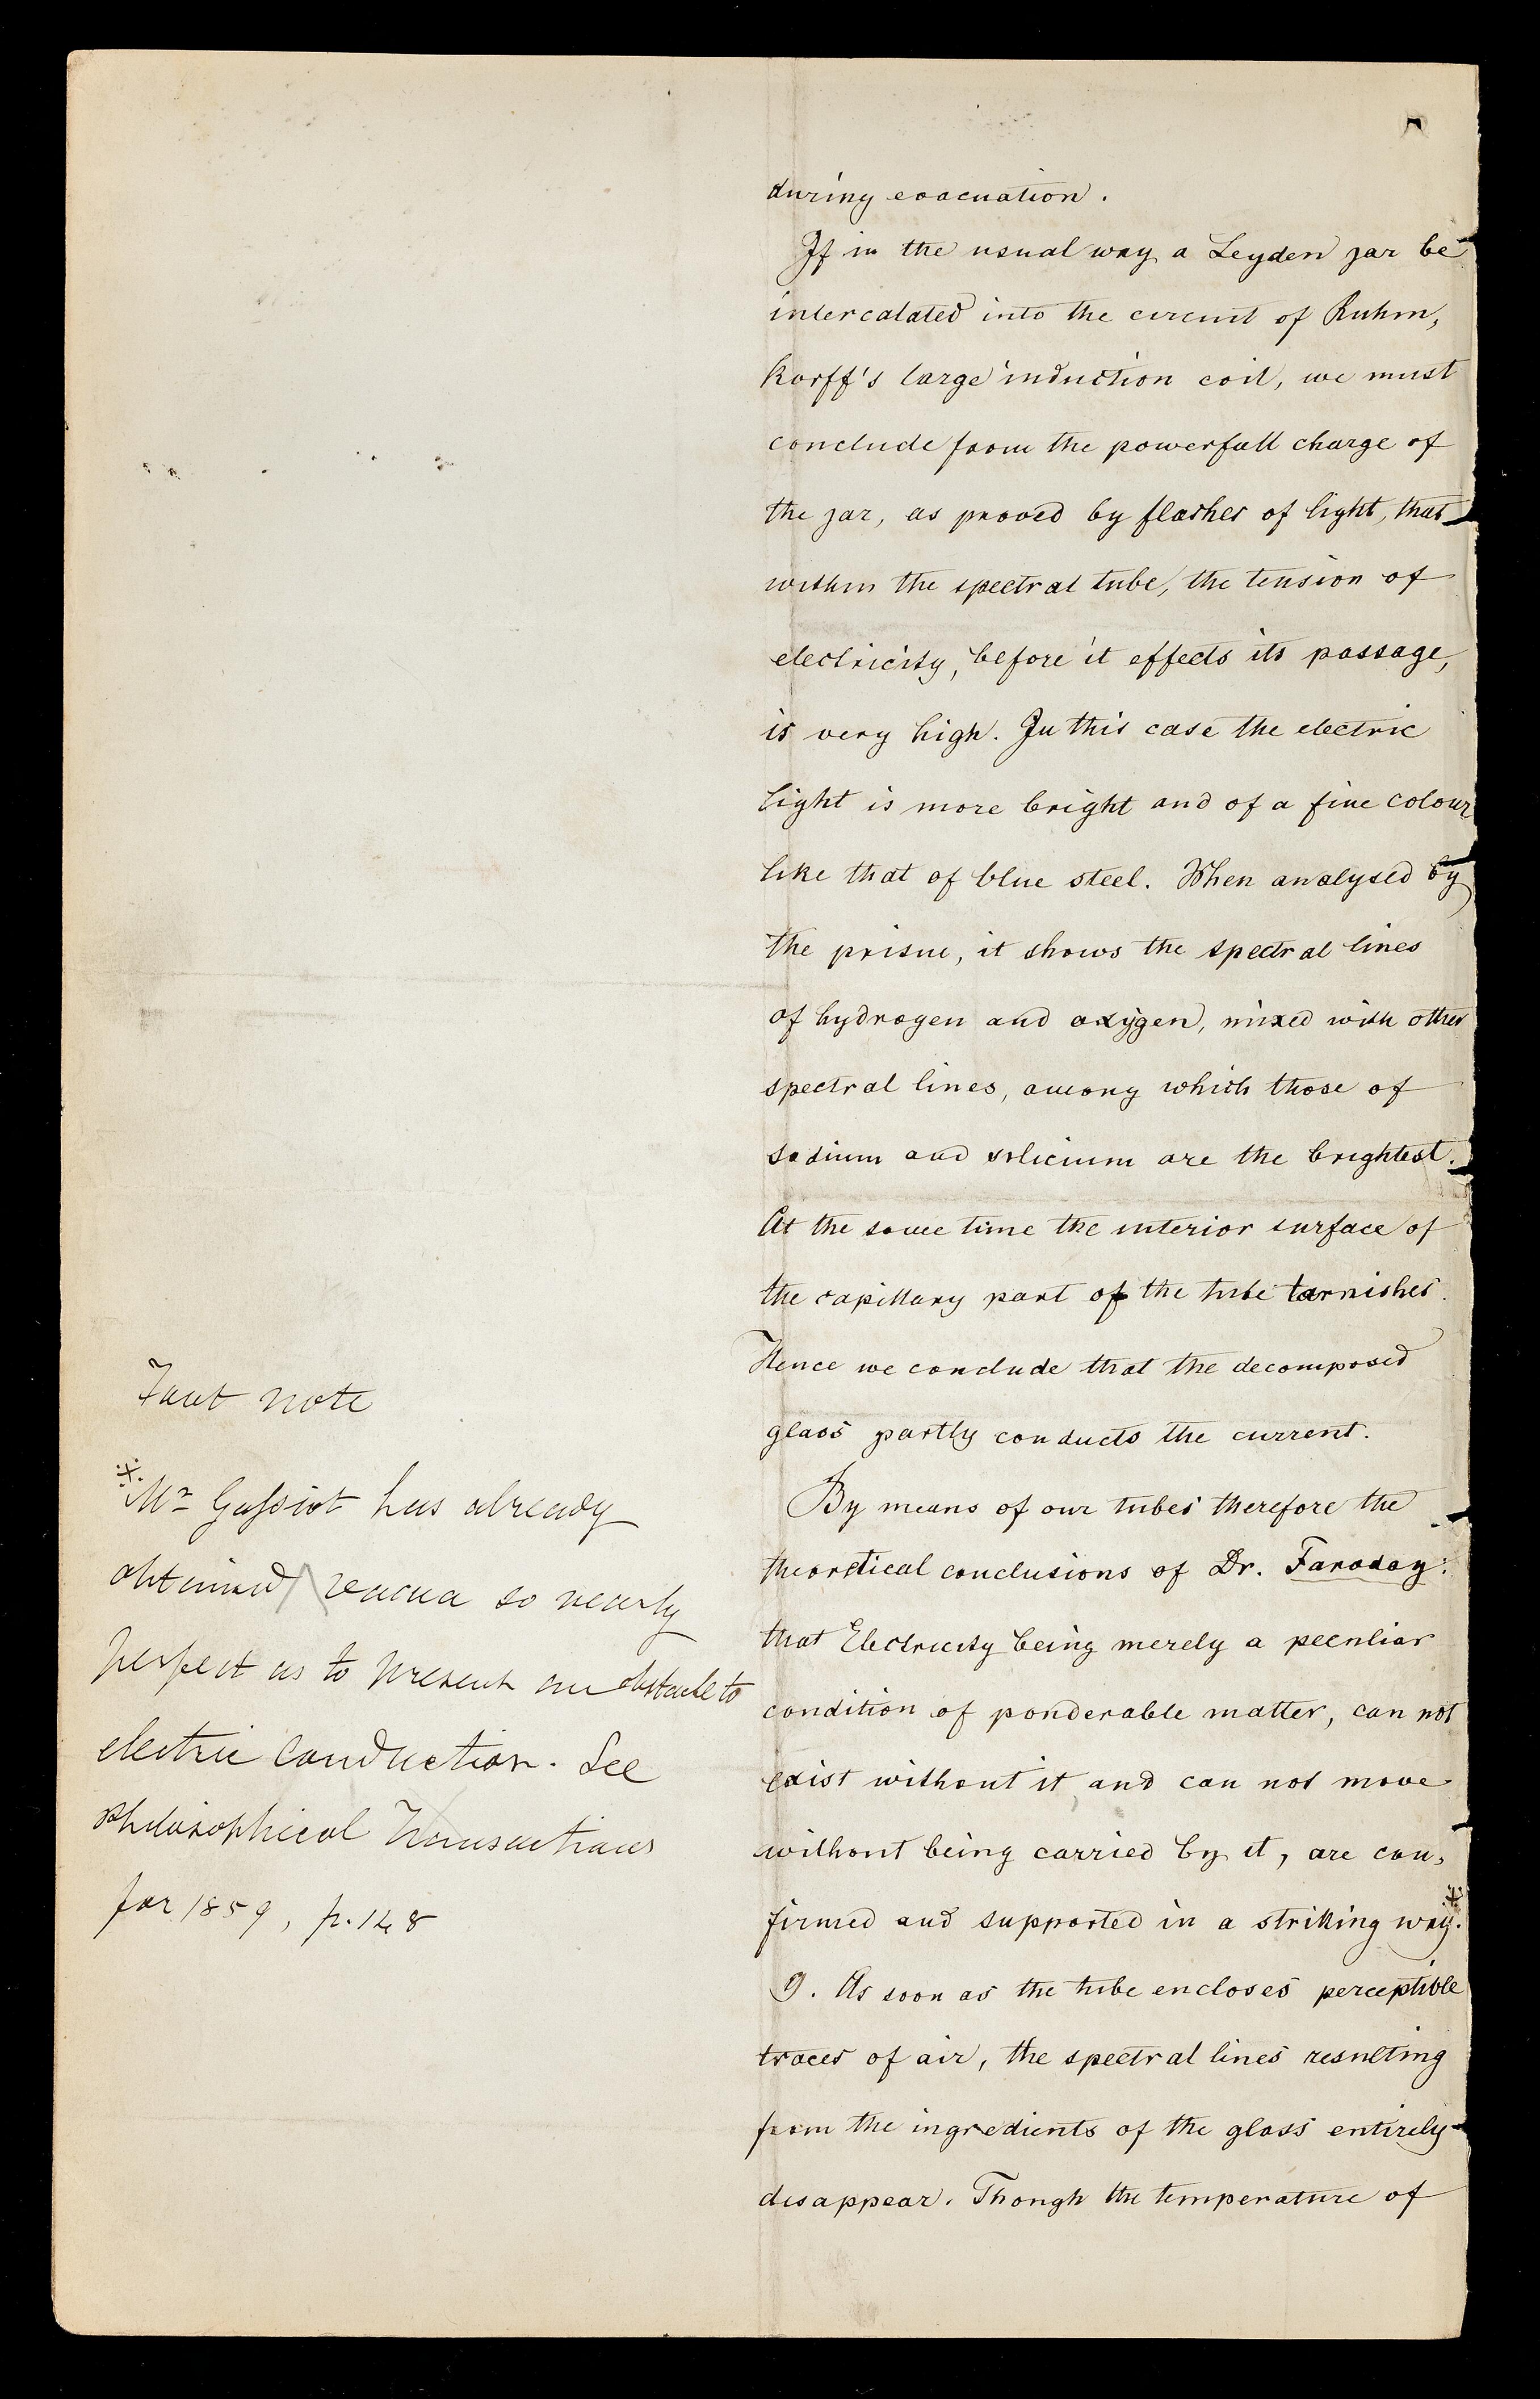 during evacuation.
If in the usual way a Leyden jar be
intercalated into the circuit of Ruhm,
korff's large induction coil, we must
conclude from the powerfull charge of
the jar, as proved by flashes of light, that
within the spectral tube, the tension of
electricity, before it effects its passage,
is very high. In this case the electric
light is more bright and of a fine colour
like that of blue steel. When analysed by
the prisme, it shows the spectral lines
of hydrogen and oxygen, mixed with other
spectral lines, among which those of
sodium and silicium are the brightest.
At the same time the interior surface of
the capillary part of the tube tarnishes.
Hence we conclude that the decomposed
glass partly conducts the current.
By means of our tubes therefore the
theoretical conclusions of Dr. Faraday:
that Electricity being merely a peculiar
condition of ponderable matter, can not
exist without it, and can not move
without being carried by it, are con,
firmed and supported in a striking way.*
9. As soon as the tube encloses perceptible
traces of air, the spectral lines resulting
from the ingredients of the glass entirely
disappear. Though the temperature of
Foot note
* Mr Gassiot has already
obtained vacua so nearly
perfect as to present an obstacle to
electric conduction. See
Philosophical Transactions
for 1859, p. 148